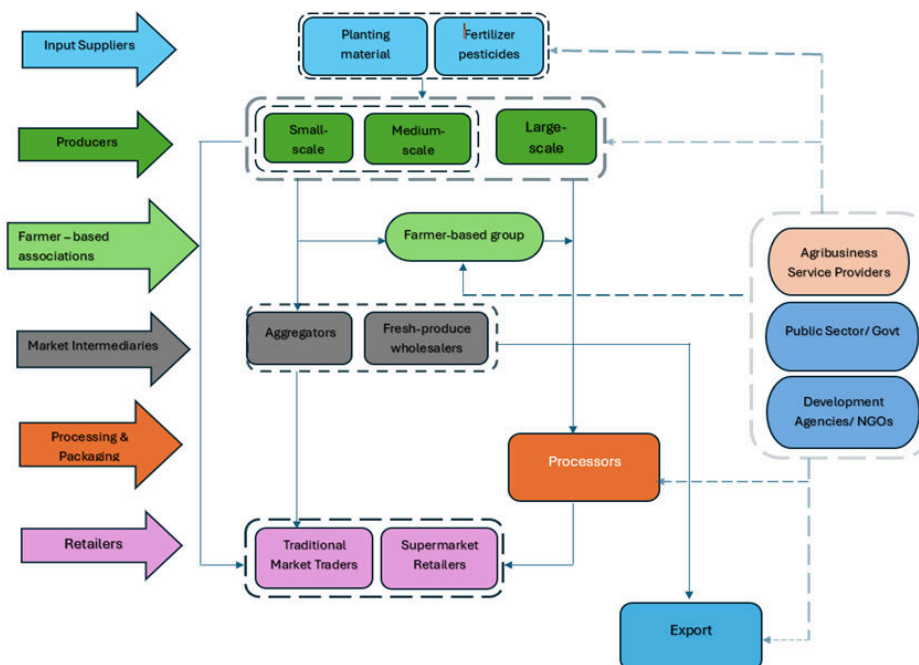 Input Suppliers
Planting
material
Fertilizer
pesticides
Producers
Small-
scale
Medium-
scale
Large-
scale
Farmer – based
associations
Farmer-based group
Agribusiness
Service Providers
Market Intermediaries
Aggregators
Fresh-produce
wholesalers
Public Sector/ Govt
Development
Agencies/ NGOs
Processing &
Packaging
Processors
Retailers
Traditional
Market Traders
Supermarket
Retailers
Export